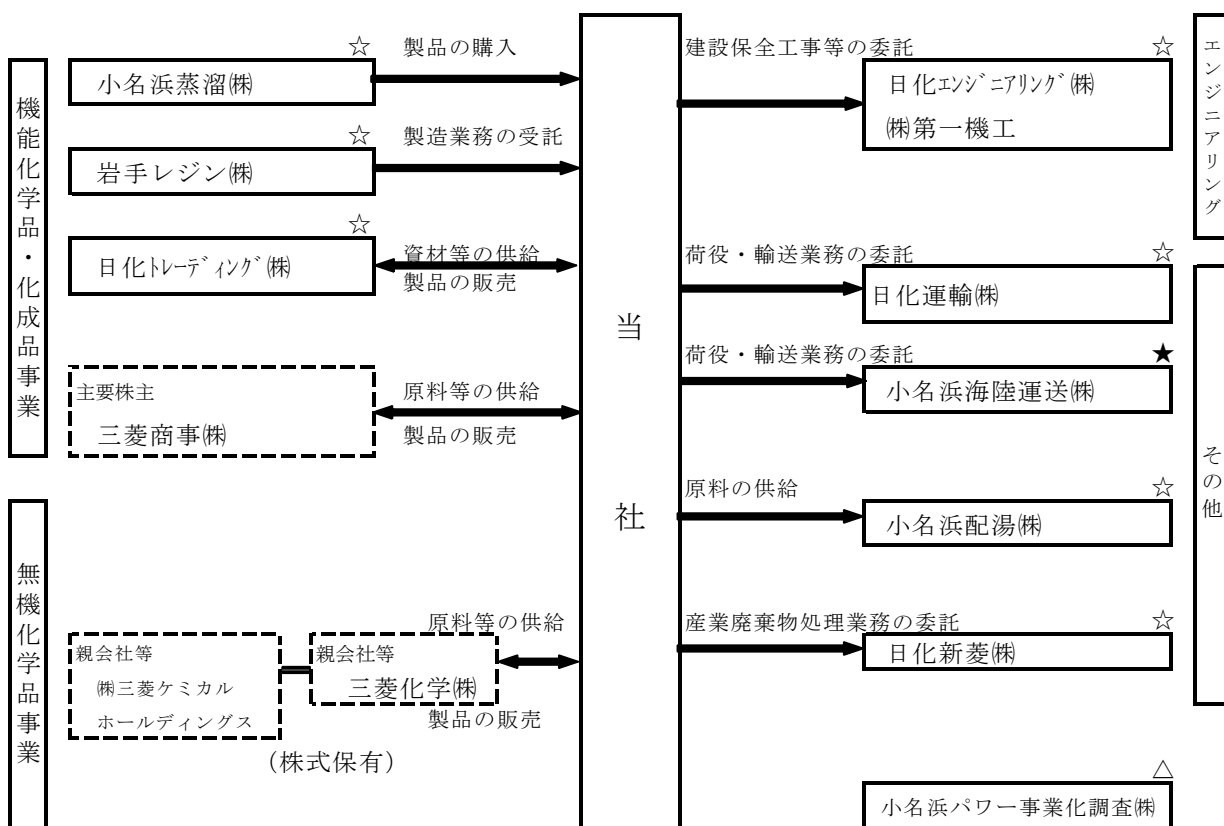 機能化学品・化成品事業
☆ 製品の購入
小名浜蒸溜㈱
☆ 製造業務の受託
岩手レジン㈱
☆
日化ﾄﾚｰﾃﾞｨﾝｸﾞ㈱
資材等の供給
製品の販売
主要株主
三菱商事㈱
原料等の供給
製品の販売
無機化学品事業
親会社等
㈱三菱ケミカル
ホールディングス
親会社等
三菱化学㈱
原料等の供給
製品の販売
(株式保有)
当社
エンジニアリング
建設保全工事等の委託 ☆
日化ｴﾝｼﾞﾆｱﾘﾝｸﾞ㈱
㈱第一機工
その他
荷役・輸送業務の委託 ☆
日化運輸㈱
荷役・輸送業務の委託 ★
小名浜海陸運送㈱
原料の供給 ☆
小名浜配湯㈱
産業廃棄物処理業務の委託 ☆
日化新菱㈱
△
小名浜パワー事業化調査㈱